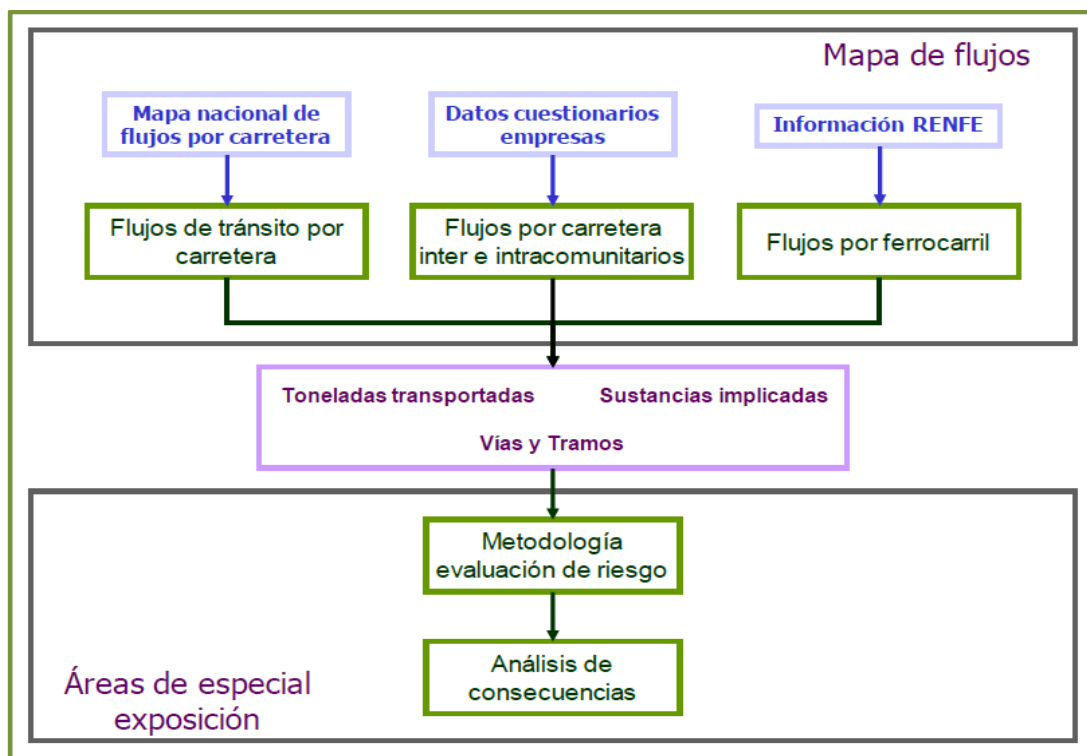 Mapa de flujos
Mapa nacional de
flujos por carretera
Datos cuestionarios
empresas
Información RENFE
Flujos de tránsito por
carretera
Flujos por carretera
inter e intracomunitarios
Flujos por ferrocarril
Toneladas transportadas
Sustancias implicadas
Vías y Tramos
Metodología
evaluación de riesgo
Análisis de
consecuencias
Áreas de especial
exposición